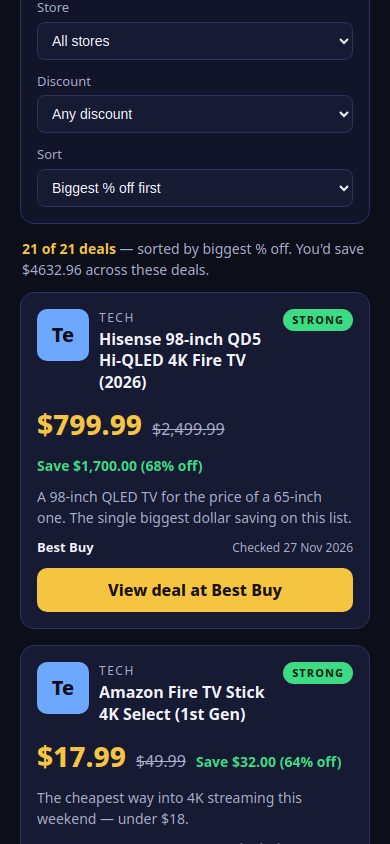 Store
All stores
Discount
Any discount
Sort
Biggest % off first
21 of 21 deals — sorted by biggest % off. You'd save
$4632.96 across these deals.
Te
TECH
STRONG
Hisense 98-inch QD5
Hi-QLED 4K Fire TV
(2026)
$799.99 $2,499.99
Save $1,700.00 (68% off)
A 98-inch QLED TV for the price of a 65-inch
one. The single biggest dollar saving on this list.
Best Buy Checked 27 Nov 2026
View deal at Best Buy
Te
TECH
STRONG
Amazon Fire TV Stick
4K Select (1st Gen)
$17.99 $49.99 Save $32.00 (64% off)
The cheapest way into 4K streaming this
weekend — under $18.